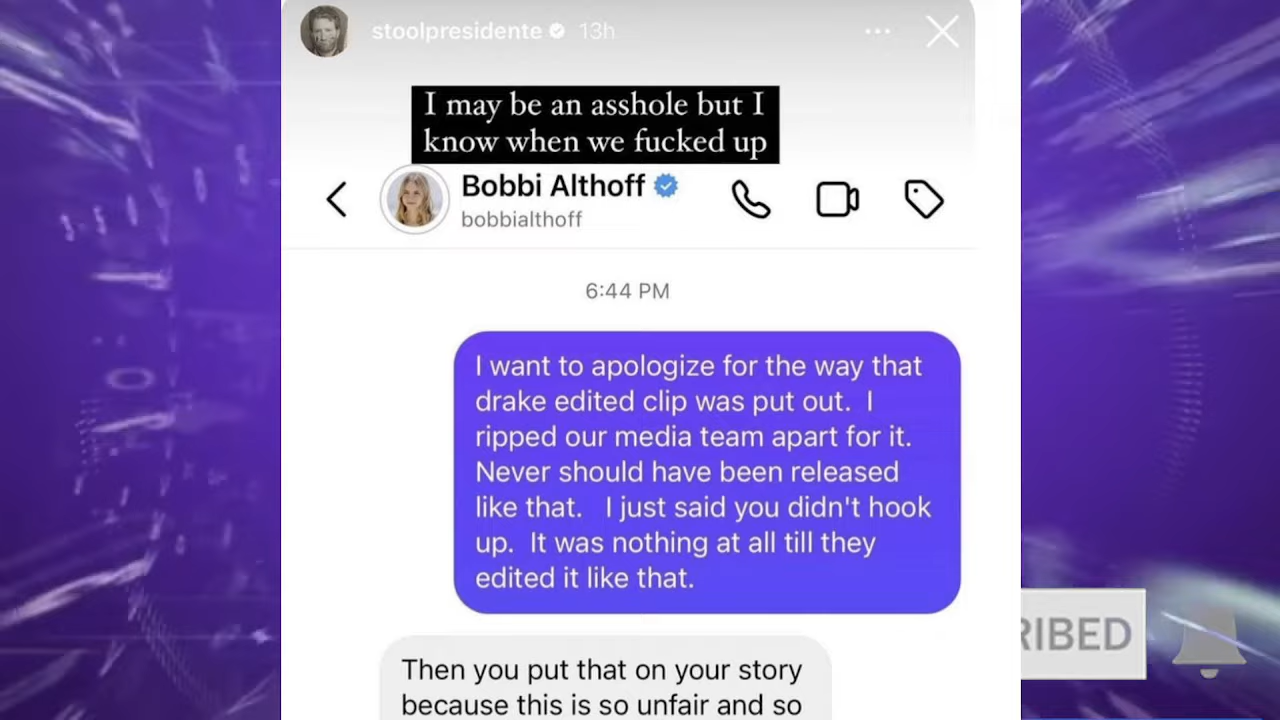 stoolpresidente 13h
I may be an asshole but I
know when we fucked up
Bobbi Althoff
bobbialthoff
6:44 PM
I want to apologize for the way that
drake edited clip was put out. I
ripped our media team apart for it.
Never should have been released
like that. I just said you didn't hook
up. It was nothing at all till they
edited it like that.
Then you put that on your story
because this is so unfair and so
RIBED